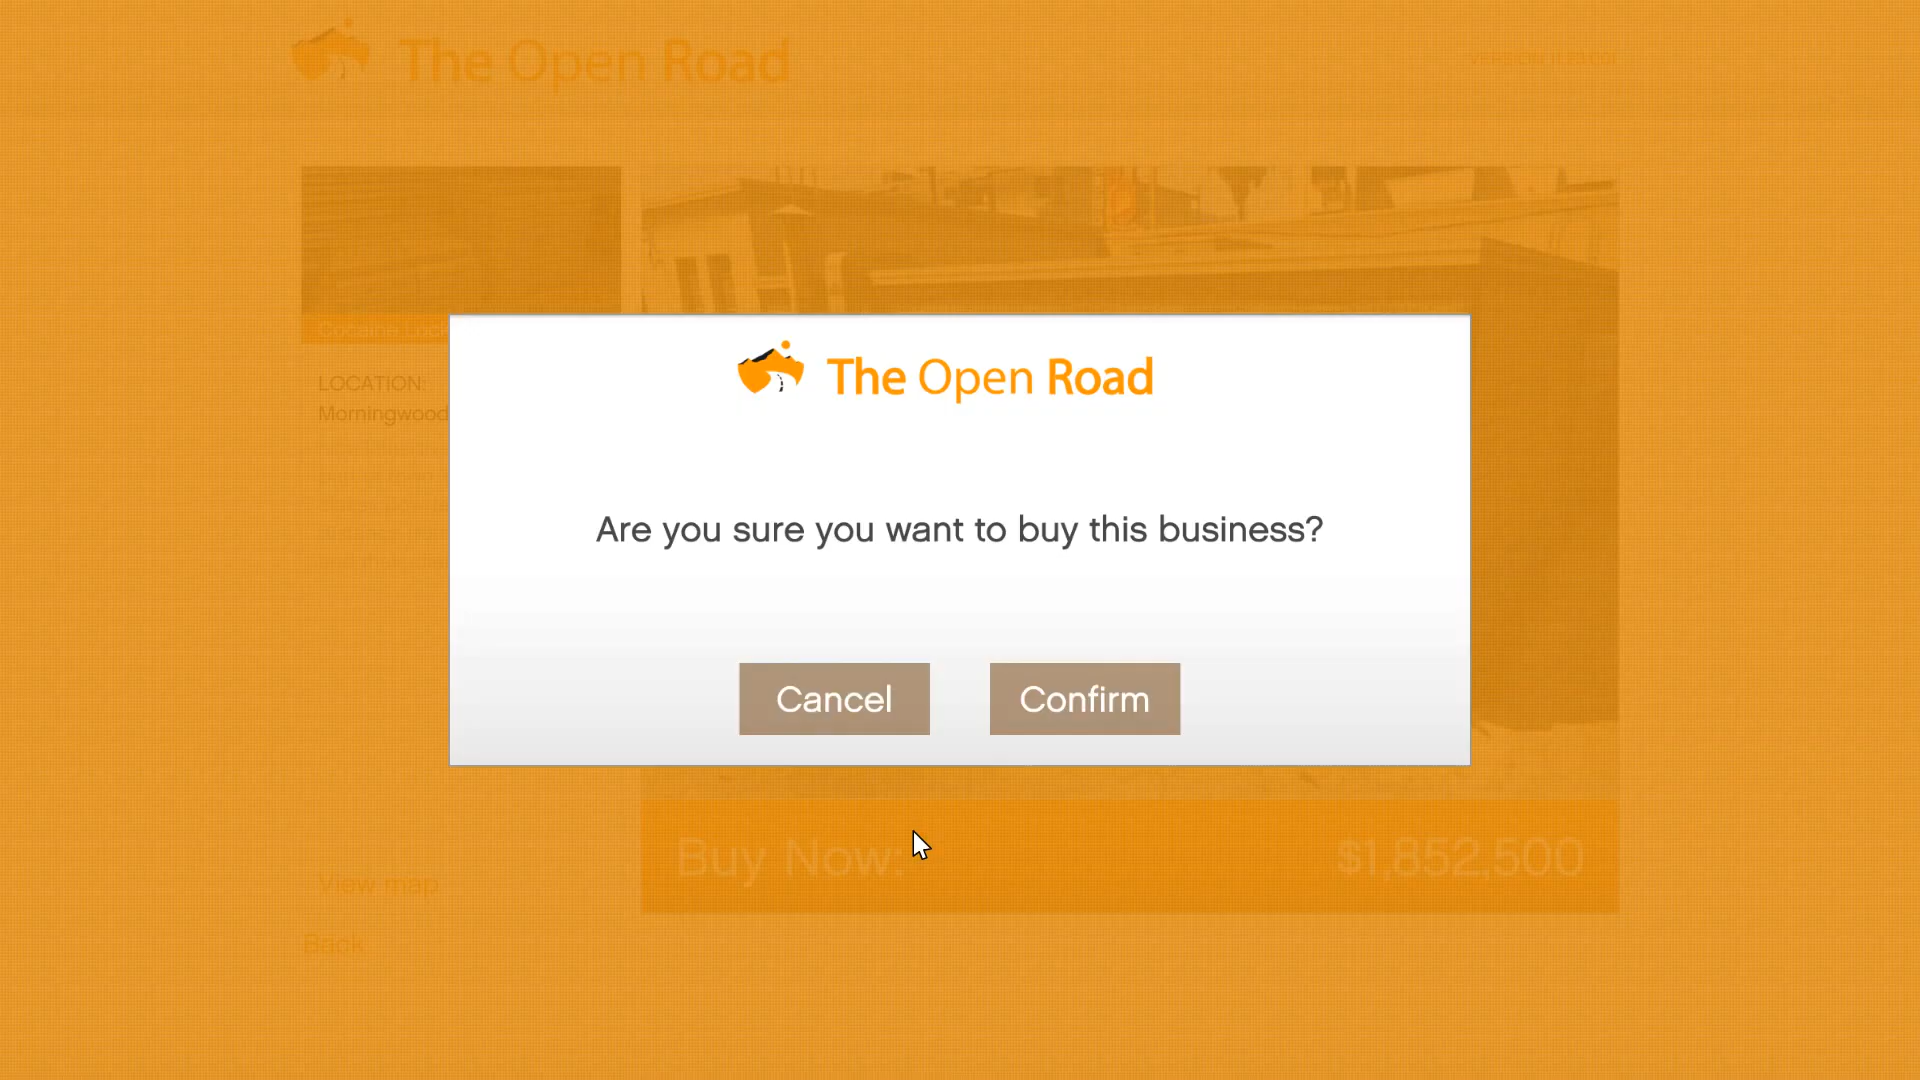 The Open Road
LOCATION:
Morningwood
The Open Road
Are you sure you want to buy this business?
Cancel
Confirm
Buy Now:
$1,852,500
View map
Back